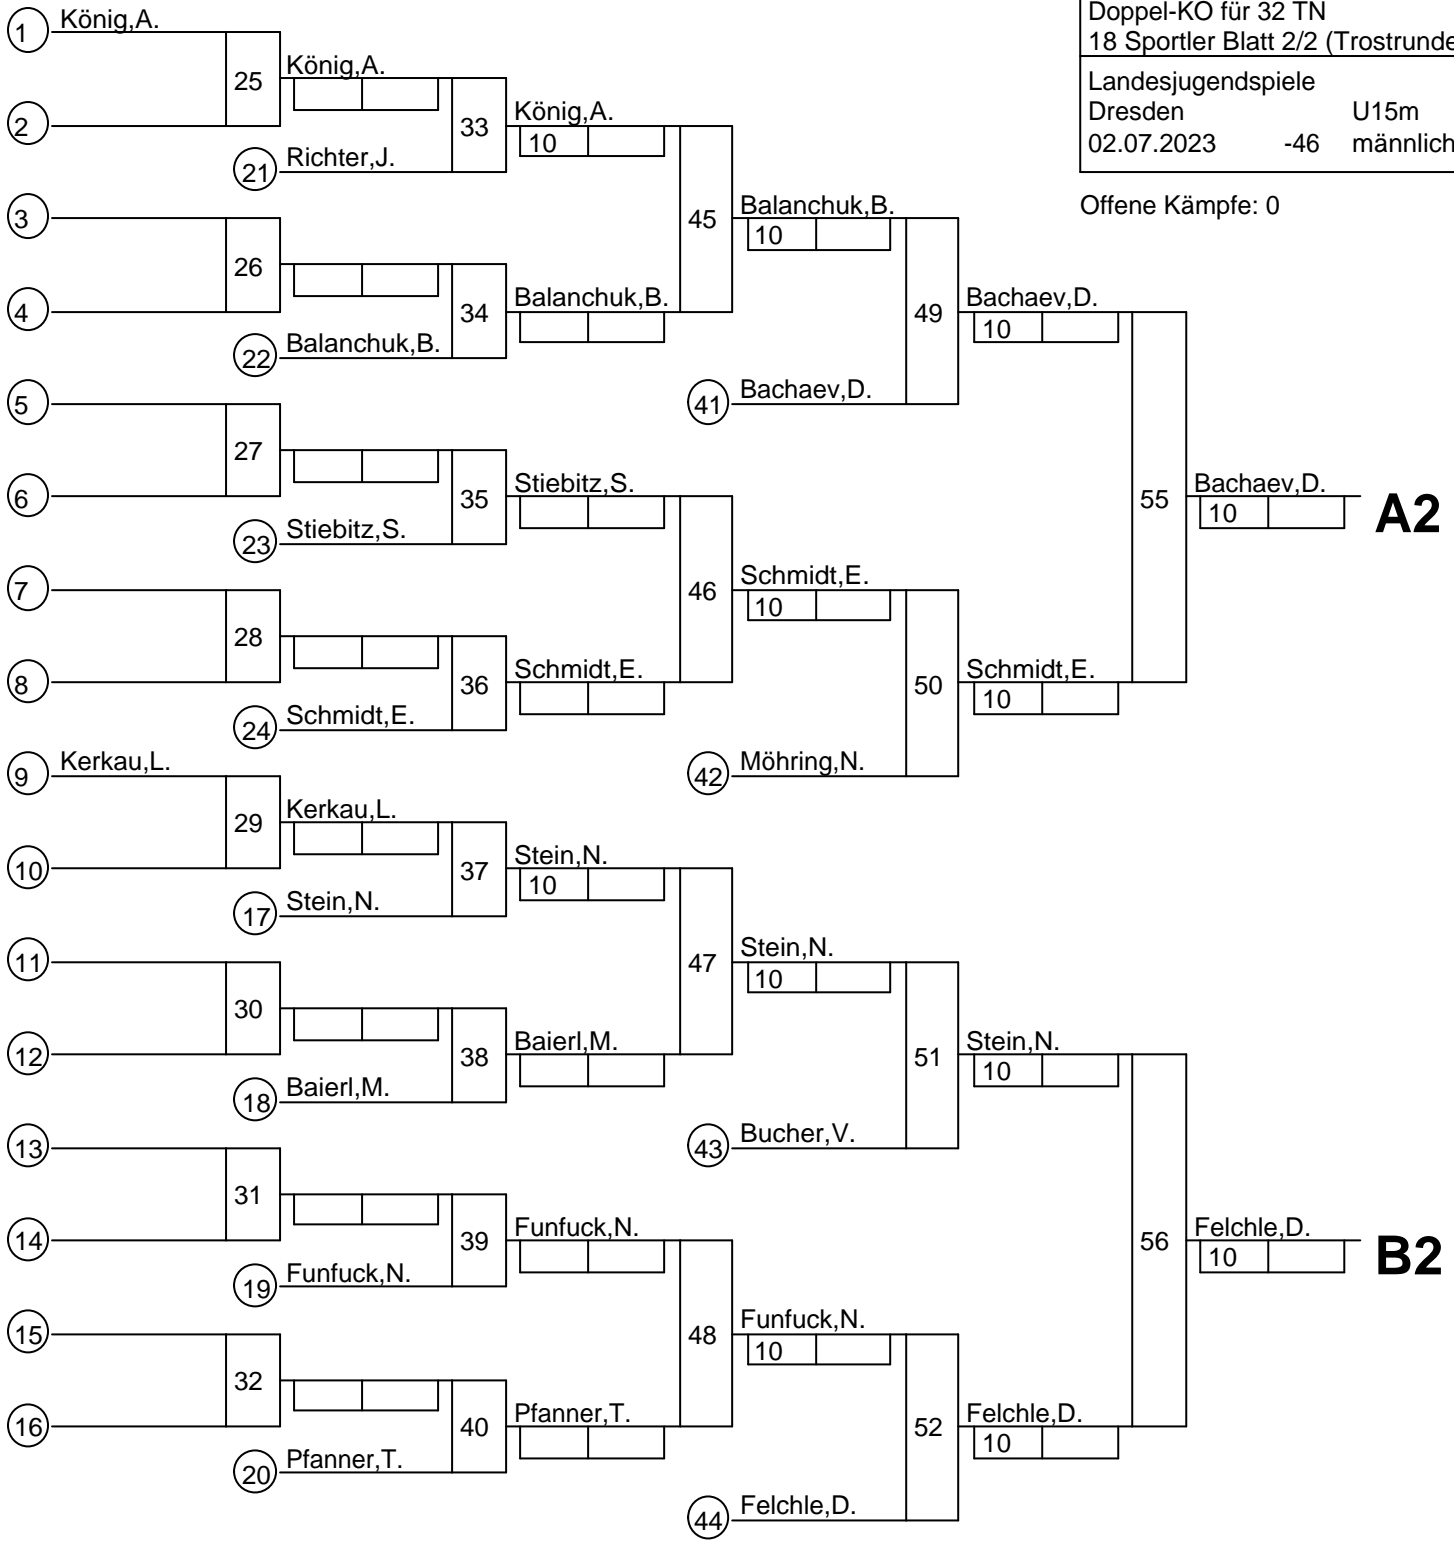 Doppel-KO für 32 TN
18 Sportler Blatt 2/2 (Trostrunde
Landesjugendspiele
Dresden U15m
02.07.2023 -46 männlich
Offene Kämpfe: 0
1 König,A.
25 König,A.
2
33 König,A.
10
21 Richter,J.
3
45 Balanchuk,B.
10
26
4
34 Balanchuk,B.
22 Balanchuk,B.
49 Bachaev,D.
10
5
41 Bachaev,D.
27
6
35 Stiebitz,S.
23 Stiebitz,S.
55 Bachaev,D. A2
10
7
46 Schmidt,E.
10
28
8
36 Schmidt,E.
24 Schmidt,E.
50 Schmidt,E.
10
9 Kerkau,L.
42 Möhring,N.
29 Kerkau,L.
10
37 Stein,N.
10
17 Stein,N.
11
47 Stein,N.
10
30
12
38 Baierl,M.
18 Baierl,M.
51 Stein,N.
10
13
43 Bucher,V.
31
14
39 Funfuck,N.
19 Funfuck,N.
56 Felchle,D. B2
10
15
48 Funfuck,N.
10
32
16
40 Pfanner,T.
20 Pfanner,T.
52 Felchle,D.
10
44 Felchle,D.